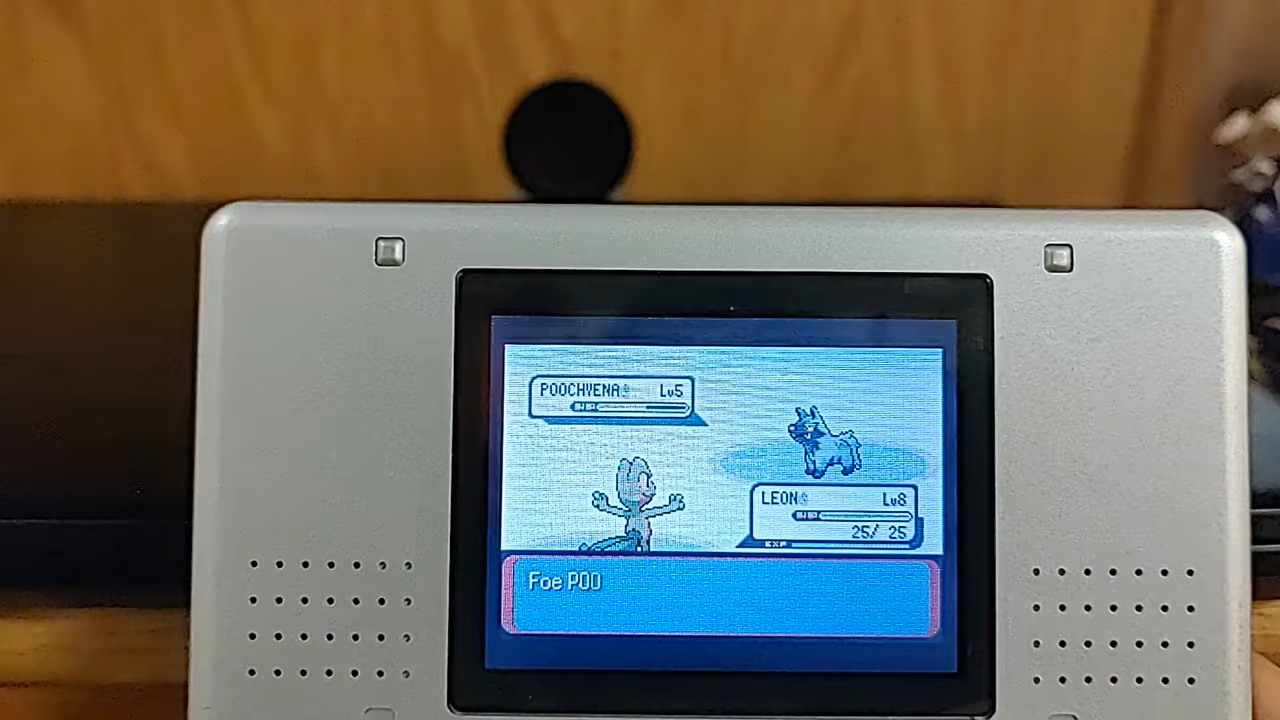 POOCHYENA♂ Lv5
HP
LEON♂ Lv8
HP
25/ 25
EXP
Foe POO